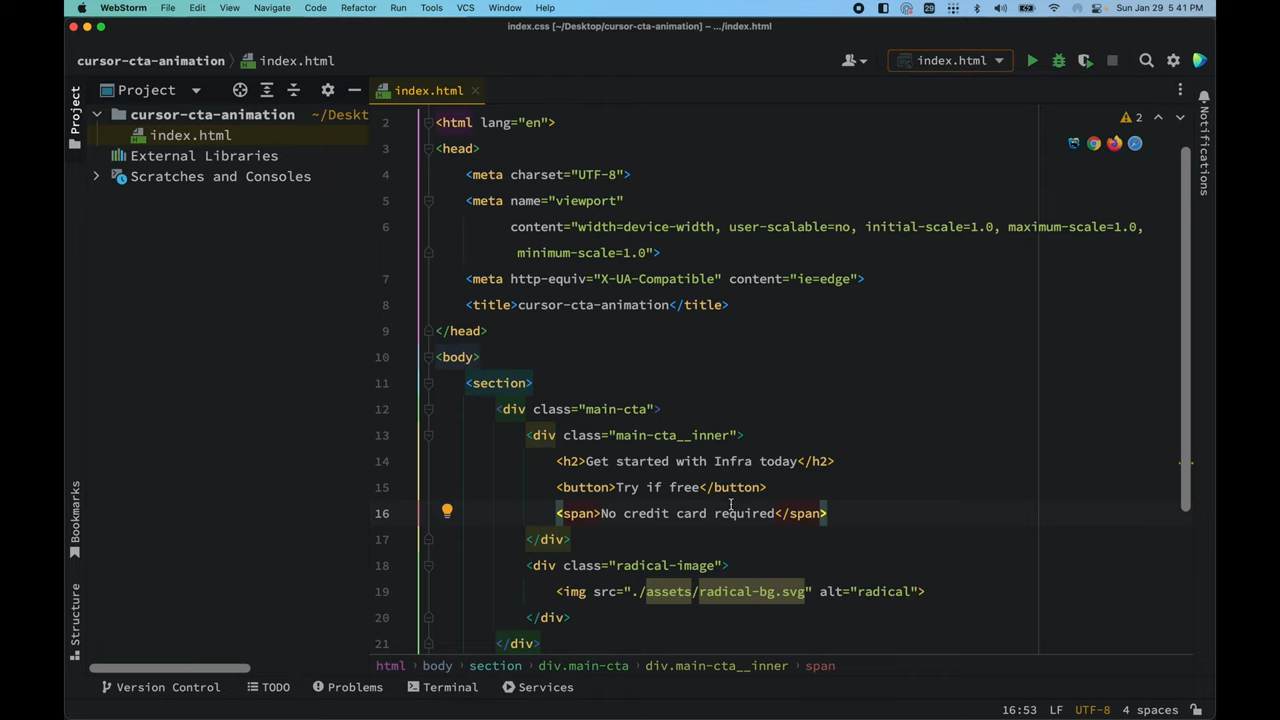 WebStorm File Edit View Navigate Code Refactor Run Tools VCS Window Help 29 Sun Jan 29 5:41 PM
index.css [~/Desktop/cursor-cta-animation] – .../index.html
cursor-cta-animation index.html index.html
Project index.html
Project
cursor-cta-animation ~/Deskt
index.html
External Libraries
Scratches and Consoles
Bookmarks
Structure
Notifications
2
2 <html lang="en">
3 <head>
4 <meta charset="UTF-8">
5 <meta name="viewport"
6 content="width=device-width, user-scalable=no, initial-scale=1.0, maximum-scale=1.0,
minimum-scale=1.0">
7 <meta http-equiv="X-UA-Compatible" content="ie=edge">
8 <title>cursor-cta-animation</title>
9 </head>
10 <body>
11 <section>
12 <div class="main-cta">
13 <div class="main-cta__inner">
14 <h2>Get started with Infra today</h2>
15 <button>Try if free</button>
16 <span>No credit card required</span>
17 </div>
18 <div class="radical-image">
19 <img src="./assets/radical-bg.svg" alt="radical">
20 </div>
21 </div>
html body section div.main-cta div.main-cta__inner span
Version Control TODO Problems Terminal Services
16:53 LF UTF-8 4 spaces